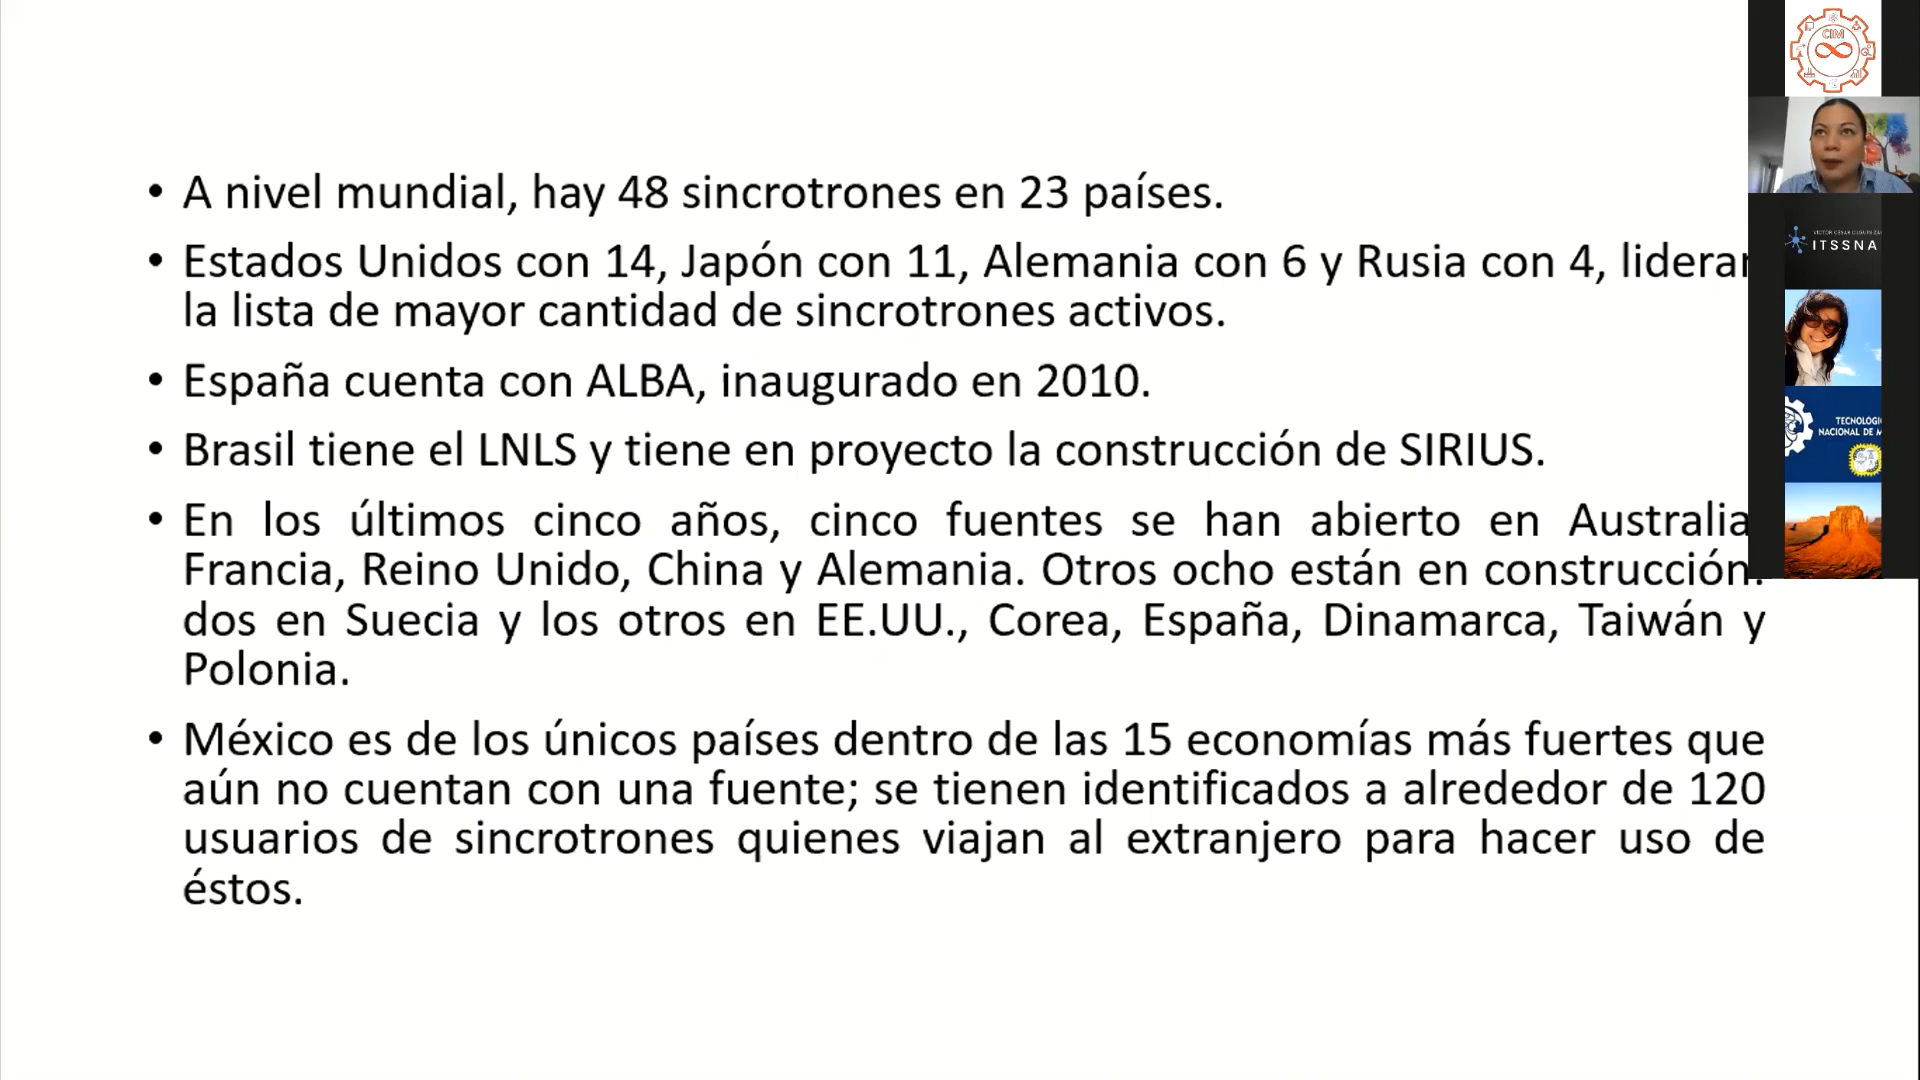 • A nivel mundial, hay 48 sincrotrones en 23 países.
• Estados Unidos con 14, Japón con 11, Alemania con 6 y Rusia con 4, lideran
la lista de mayor cantidad de sincrotrones activos.
• España cuenta con ALBA, inaugurado en 2010.
• Brasil tiene el LNLS y tiene en proyecto la construcción de SIRIUS.
• En los últimos cinco años, cinco fuentes se han abierto en Australia
Francia, Reino Unido, China y Alemania. Otros ocho están en construcción:
dos en Suecia y los otros en EE.UU., Corea, España, Dinamarca, Taiwán y
Polonia.
• México es de los únicos países dentro de las 15 economías más fuertes que
aún no cuentan con una fuente; se tienen identificados a alrededor de 120
usuarios de sincrotrones quienes viajan al extranjero para hacer uso de
éstos.
CIM
ITSSNA
TECNOLÓGI
NACIONAL DE M